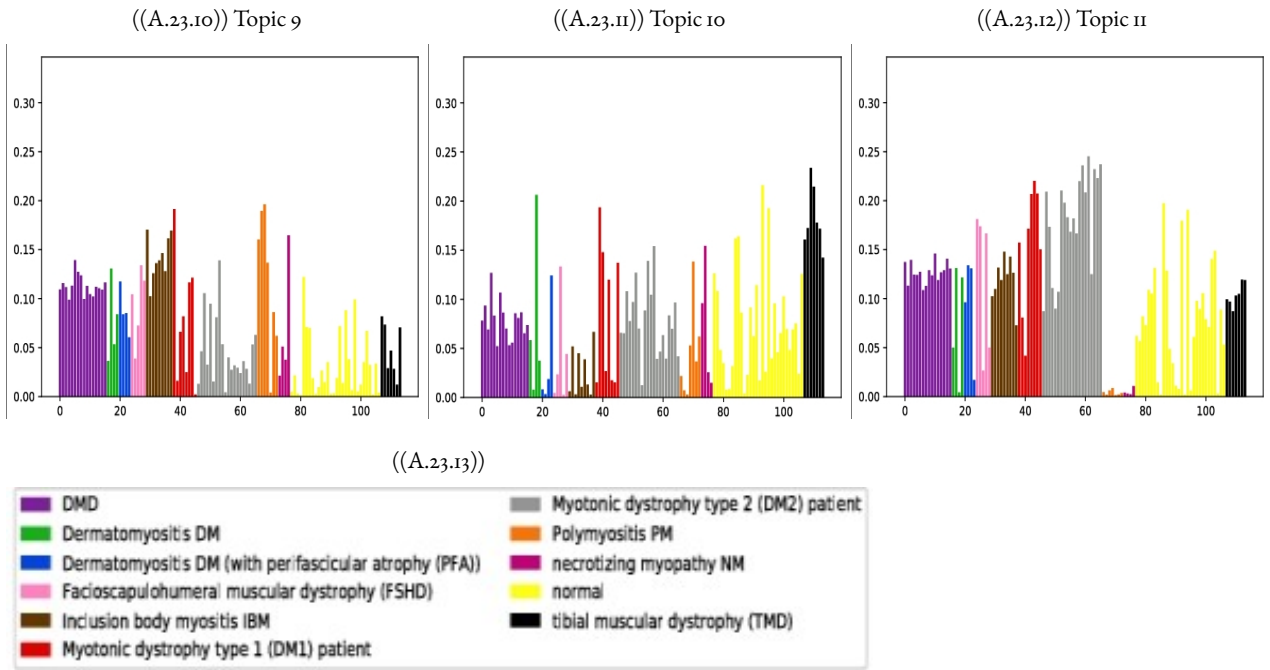 ((A.23.10)) Topic 9
((A.23.11)) Topic 10
((A.23.12)) Topic 11
0.30
0.25
0.20
0.15
0.10
0.05
0.00
0 20 40 60 80 100
0.30
0.25
0.20
0.15
0.10
0.05
0.00
0 20 40 60 80 100
0.30
0.25
0.20
0.15
0.10
0.05
0.00
0 20 40 60 80 100
((A.23.13))
DMD
Dermatomyositis DM
Dermatomyositis DM (with perifascicular atrophy (PFA))
Facioscapulohumeral muscular dystrophy (FSHD)
Inclusion body myositis IBM
Myotonic dystrophy type 1 (DM1) patient
Myotonic dystrophy type 2 (DM2) patient
Polymyositis PM
necrotizing myopathy NM
normal
tibial muscular dystrophy (TMD)